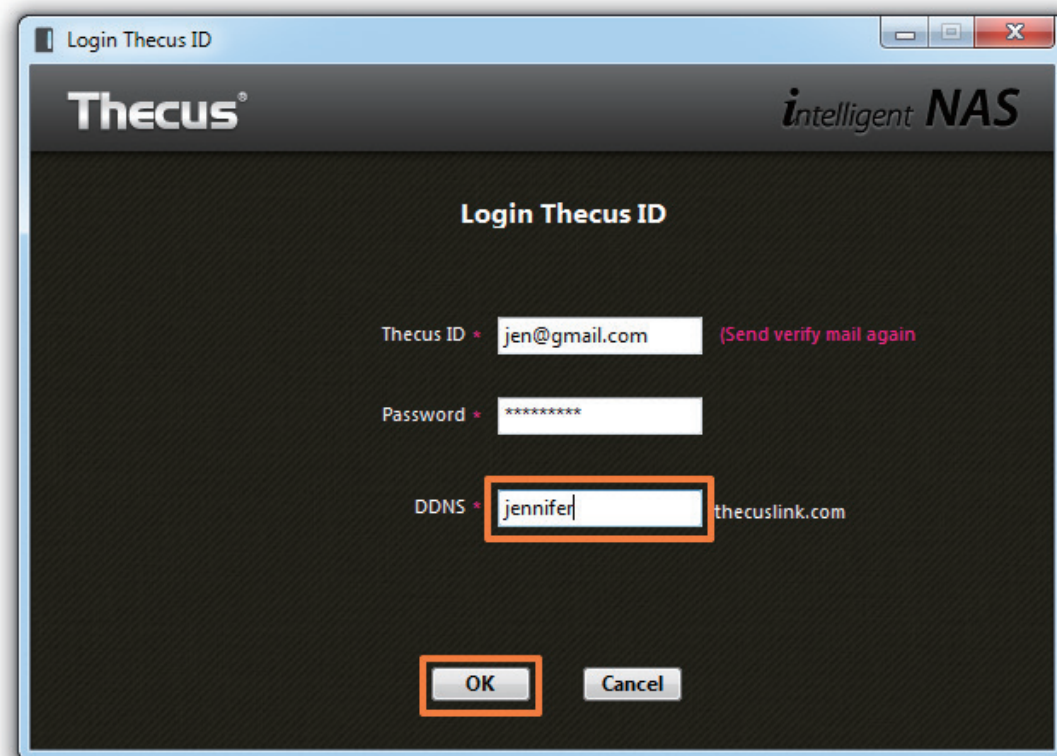 Login Thecus ID
Thecus®
intelligent NAS
Login Thecus ID
Thecus ID * jen@gmail.com (Send verify mail again
Password * *********
DDNS * jennifer thecuslink.com
OK Cancel